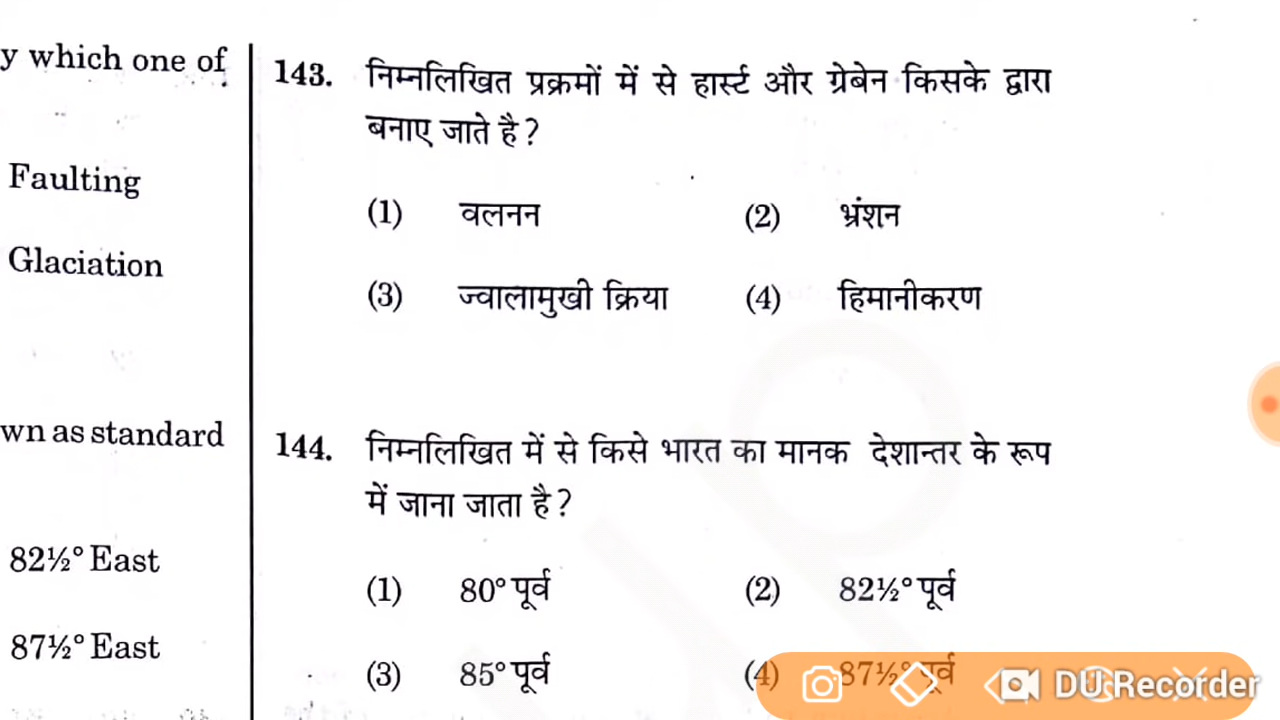 y which one of
Faulting
Glaciation
wn as standard
82½° East
87½° East
143. निम्नलिखित प्रक्रमों में से हार्स्ट और ग्रेबेन किसके द्वारा
बनाए जाते है ?
(1) वलनन (2) भ्रंशन
(3) ज्वालामुखी क्रिया (4) हिमानीकरण
144. निम्नलिखित में से किसे भारत का मानक देशान्तर के रूप
में जाना जाता है ?
(1) 80° पूर्व (2) 82½° पूर्व
(3) 85° पूर्व (4) 87½° पूर्व
DU Recorder